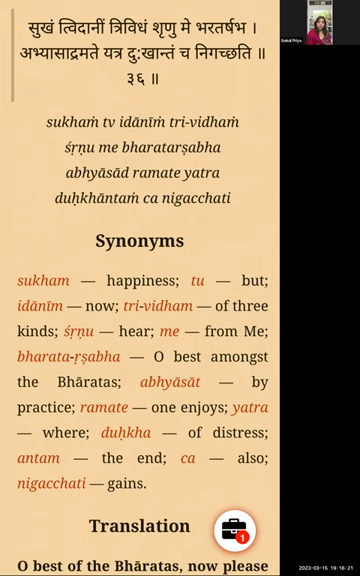 सुखं त्विदानीं त्रिविधं श‍ृणु मे भरतर्षभ ।
अभ्यासाद्रमते यत्र दु:खान्तं च निगच्छति ॥
३६ ॥
sukhaṁ tv idānīṁ tri-vidhaṁ
śṛṇu me bharatarṣabha
abhyāsād ramate yatra
duḥkhāntaṁ ca nigacchati
Synonyms
sukham — happiness; tu — but;
idānīm — now; tri-vidham — of three
kinds; śṛṇu — hear; me — from Me;
bharata-ṛṣabha — O best amongst
the Bhāratas; abhyāsāt — by
practice; ramate — one enjoys; yatra
— where; duḥkha — of distress;
antam — the end; ca — also;
nigacchati — gains.
Translation
O best of the Bhāratas, now please
1
Gokul Priya
2023-03-15 19:16:21